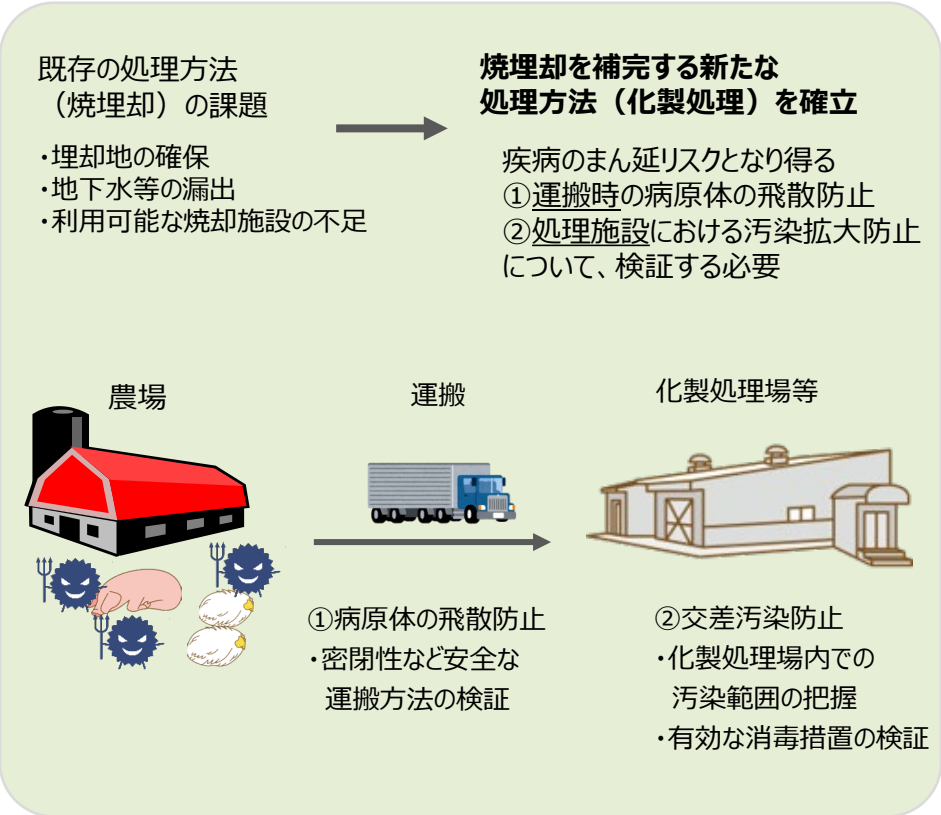 既存の処理方法
（焼埋却）の課題
・埋却地の確保
・地下水等の漏出
・利用可能な焼却施設の不足
焼埋却を補完する新たな
処理方法（化製処理）を確立
疾病のまん延リスクとなり得る
①運搬時の病原体の飛散防止
②処理施設における汚染拡大防止
について、検証する必要
農場
運搬
化製処理場等
①病原体の飛散防止
・密閉性など安全な
運搬方法の検証
②交差汚染防止
・化製処理場内での
汚染範囲の把握
・有効な消毒措置の検証